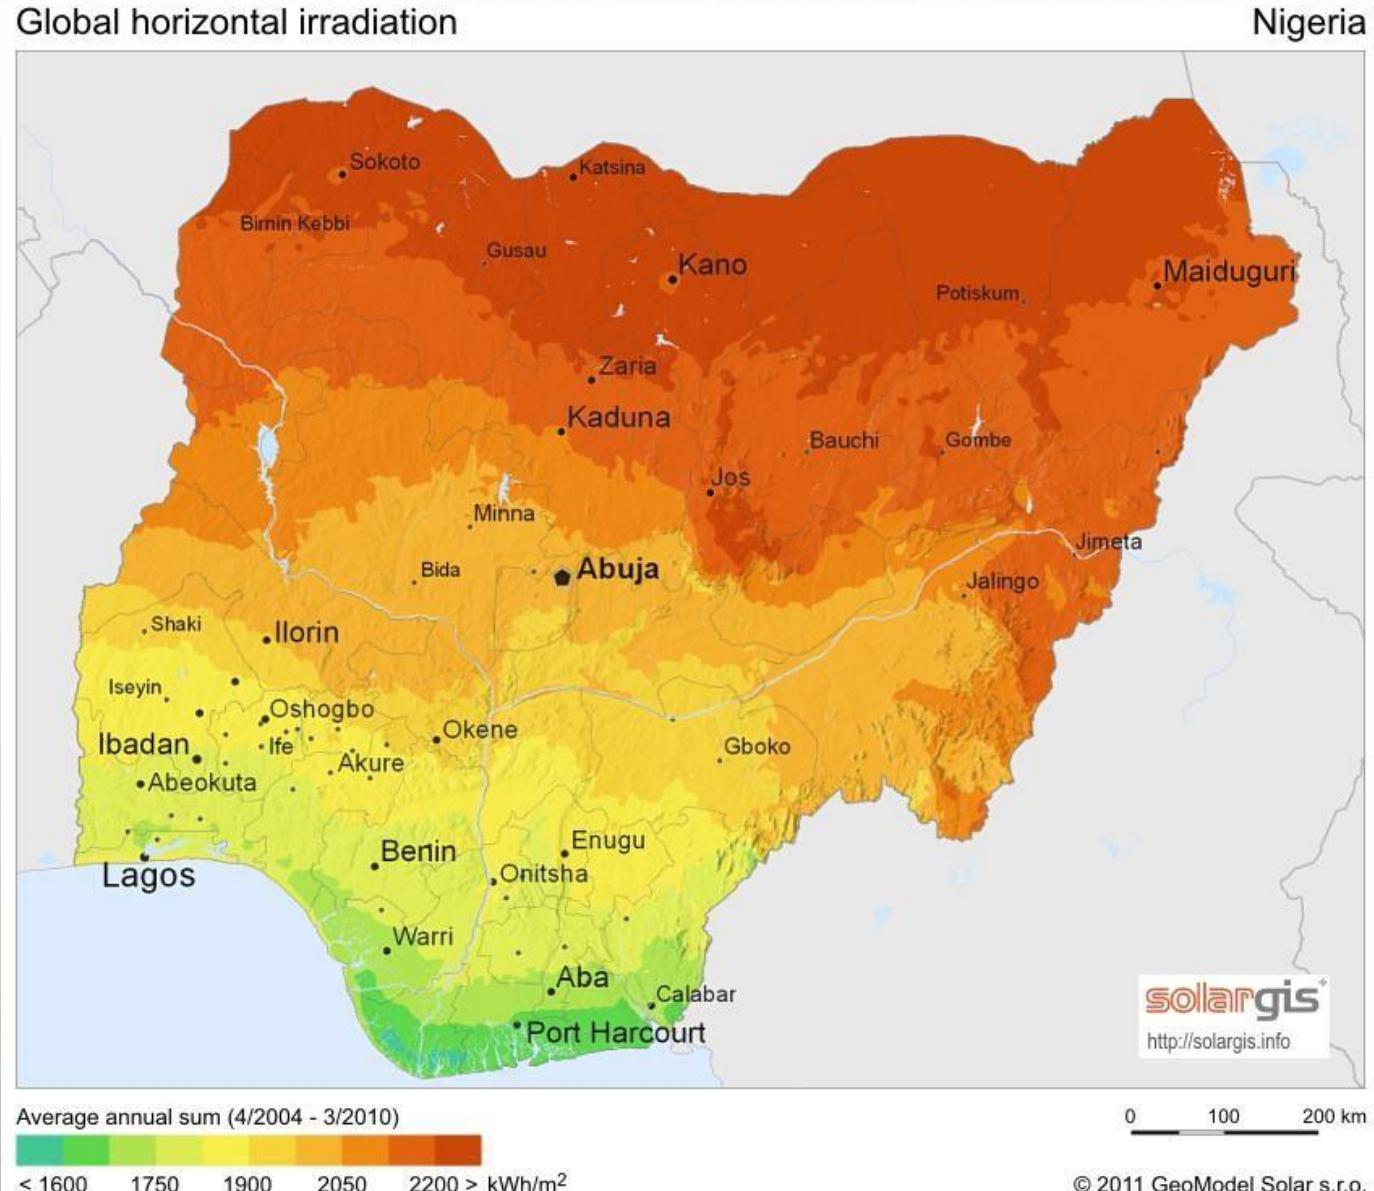 Global horizontal irradiation
Nigeria
Sokoto
Katsina
Birnin Kebbi
Gusau
Kano
Maiduguri
Potiskum
Zaria
Kaduna
Bauchi
Gombe
Jos
Minna
Jimeta
Bida
Abuja
Jalingo
Shaki
Ilorin
Iseyin
Oshogbo
Okene
Ibadan
Ife
Gboko
Akure
Abeokuta
Enugu
Benin
Lagos
Onitsha
Warri
Aba
Calabar
Port Harcourt
solargis
http://solargis.info
Average annual sum (4/2004 - 3/2010)
0 100 200 km
< 1600 1750 1900 2050 2200 > kWh/m2
© 2011 GeoModel Solar s.r.o.